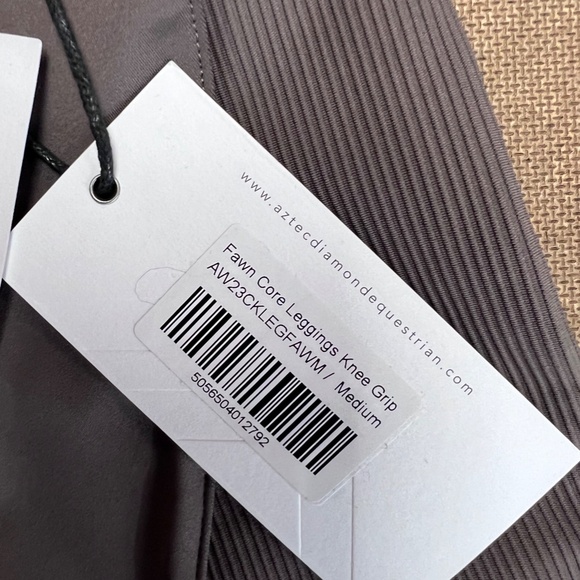 www.aztecdiamondequestrian.com
Fawn Core Leggings Knee Grip
AW23CKLEGFAWM / Medium
5056504012792